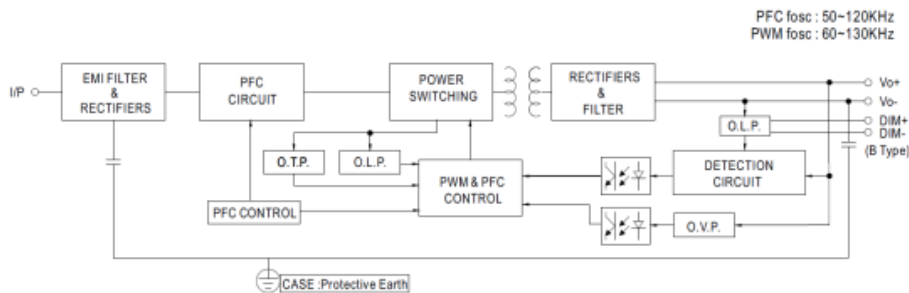 PFC fosc : 50~120KHz
PWM fosc : 60~130KHz
I/P
EMI FILTER
&
RECTIFIERS
PFC
CIRCUIT
POWER
SWITCHING
RECTIFIERS
&
FILTER
Vo+
Vo-
DIM+
DIM-
(B Type)
O.L.P.
O.T.P.
O.L.P.
PWM & PFC
CONTROL
DETECTION
CIRCUIT
PFC CONTROL
O.V.P.
CASE :Protective Earth